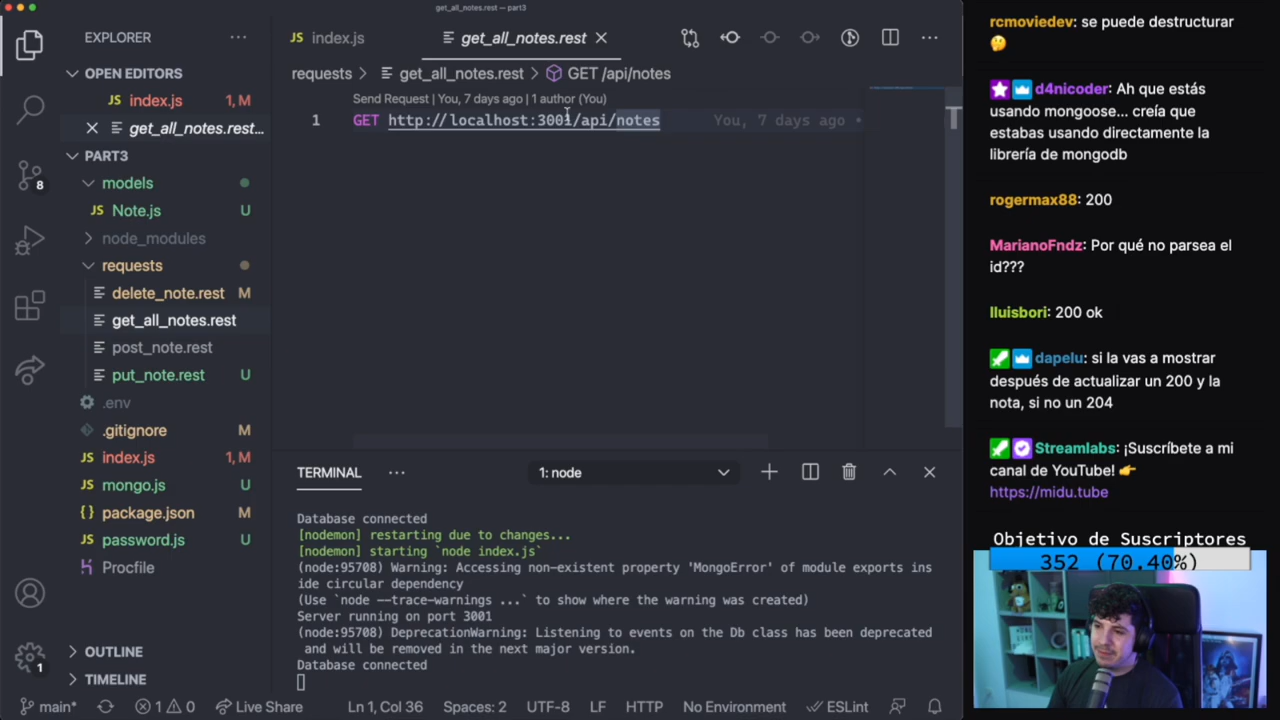 get_all_notes.rest — part3
EXPLORER
OPEN EDITORS
JS index.js 1, M
get_all_notes.rest...
PART3
models
JS Note.js U
node_modules
requests
delete_note.rest M
get_all_notes.rest
post_note.rest
put_note.rest U
.env
.gitignore M
JS index.js 1, M
JS mongo.js U
{} package.json M
JS password.js U
Procfile
OUTLINE
TIMELINE
8
1
JS index.js
get_all_notes.rest
requests > get_all_notes.rest > GET /api/notes
Send Request | You, 7 days ago | 1 author (You)
1 GET http://localhost:3001/api/notes You, 7 days ago •
TERMINAL
1: node
Database connected
[nodemon] restarting due to changes...
[nodemon] starting `node index.js`
(node:95708) Warning: Accessing non-existent property 'MongoError' of module exports ins
ide circular dependency
(Use `node --trace-warnings ...` to show where the warning was created)
Server running on port 3001
(node:95708) DeprecationWarning: Listening to events on the Db class has been deprecated
and will be removed in the next major version.
Database connected
main* 1 0 Live Share Ln 1, Col 36 Spaces: 2 UTF-8 LF HTTP No Environment ESLint
rcmoviedev: se puede destructurar
🤔
d4nicoder: Ah que estás
usando mongoose... creía que
estabas usando directamente la
librería de mongodb
rogermax88: 200
MarianoFndz: Por qué no parsea el
id???
lluisbori: 200 ok
dapelu: si la vas a mostrar
después de actualizar un 200 y la
nota, si no un 204
Streamlabs: ¡Suscríbete a mi
canal de YouTube! 👉
https://midu.tube
Objetivo de Suscriptores
352 (70.40%)